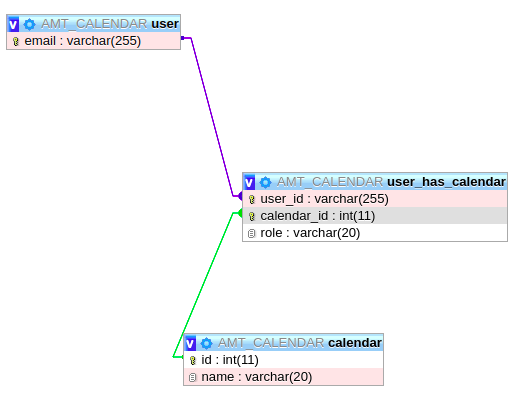 v AMT_CALENDAR user
email : varchar(255)
v AMT_CALENDAR user_has_calendar
user_id : varchar(255)
calendar_id : int(11)
role : varchar(20)
v AMT_CALENDAR calendar
id : int(11)
name : varchar(20)